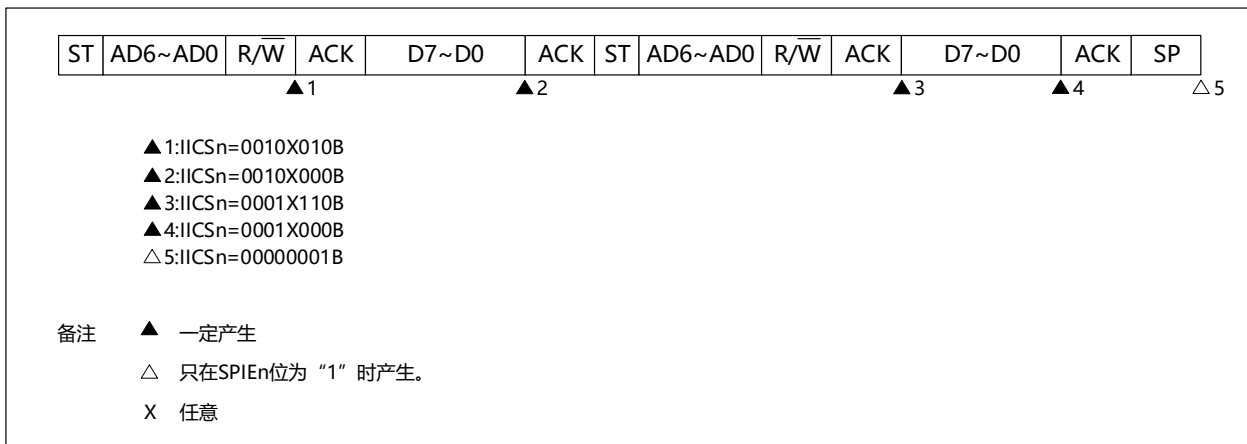 ST AD6~AD0 R/W̅ ACK D7~D0 ACK ST AD6~AD0 R/W̅ ACK D7~D0 ACK SP
▲1 ▲2 ▲3 ▲4 △5
▲1:IICSn=0010X010B
▲2:IICSn=0010X000B
▲3:IICSn=0001X110B
▲4:IICSn=0001X000B
△5:IICSn=00000001B
备注 ▲ 一定产生
△ 只在SPIEn位为“1”时产生。
X 任意